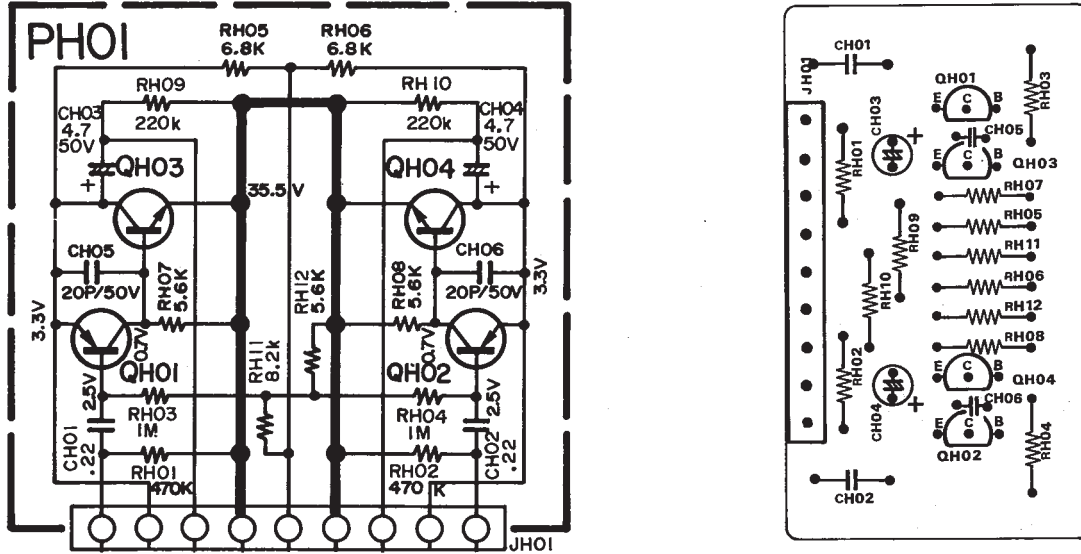 PH01
RH05
6.8K
RH06
6.8K
RH09
220k
RH10
220k
CH03
4.7
50V
CH04
4.7
50V
+
QH03
QH04
+
35.5V
CH05
20P/50V
CH06
20P/50V
RH07
5.6K
RH12
5.6K
RH08
5.6K
3.3V
3.3V
0.7V
0.7V
RH11
8.2k
QH01
QH02
2.5V
2.5V
RH03
1M
RH04
1M
CH01
.22
CH02
.22
RH01
470K
RH02
470 K
JH01
CH01
JH01
CH03
+
QH01
E C B
RH03
CH05
E C B
QH03
RH01
RH07
RH09
RH05
RH11
RH10
RH06
RH12
RH02
RH08
E C B
QH04
CH04
+
CH06
E C B
QH02
RH04
CH02